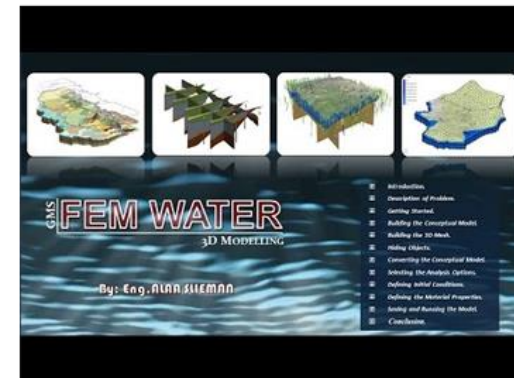 GMS
FEM WATER
3D MODELLING
By: Eng.ALAA SLIEMAN
Introduction.
Description of Problem.
Getting Started.
Building the Conceptual Model.
Building the 3D Mesh.
Hiding Objects.
Converting the Conceptual Model.
Selecting the Analysis Options.
Defining Initial Conditions.
Defining the Material Properties.
Saving and Running the Model.
Conclusion.